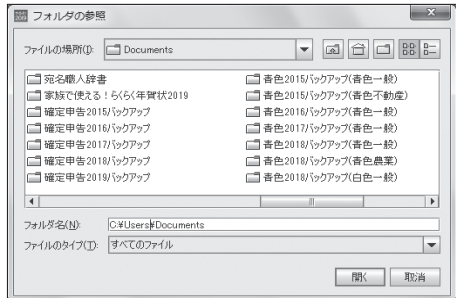 フォルダの参照
ファイルの場所(I): Documents
宛名職人辞書
家族で使える！らくらく年賀状2019
確定申告2015バックアップ
確定申告2016バックアップ
確定申告2017バックアップ
確定申告2018バックアップ
確定申告2019バックアップ
青色2015バックアップ(青色一般)
青色2015バックアップ(青色不動産)
青色2016バックアップ(青色一般)
青色2017バックアップ(青色一般)
青色2018バックアップ(青色一般)
青色2018バックアップ(青色農業)
青色2018バックアップ(白色一般)
フォルダ名(N): C:¥Users¥Documents
ファイルのタイプ(T): すべてのファイル
開く 取消